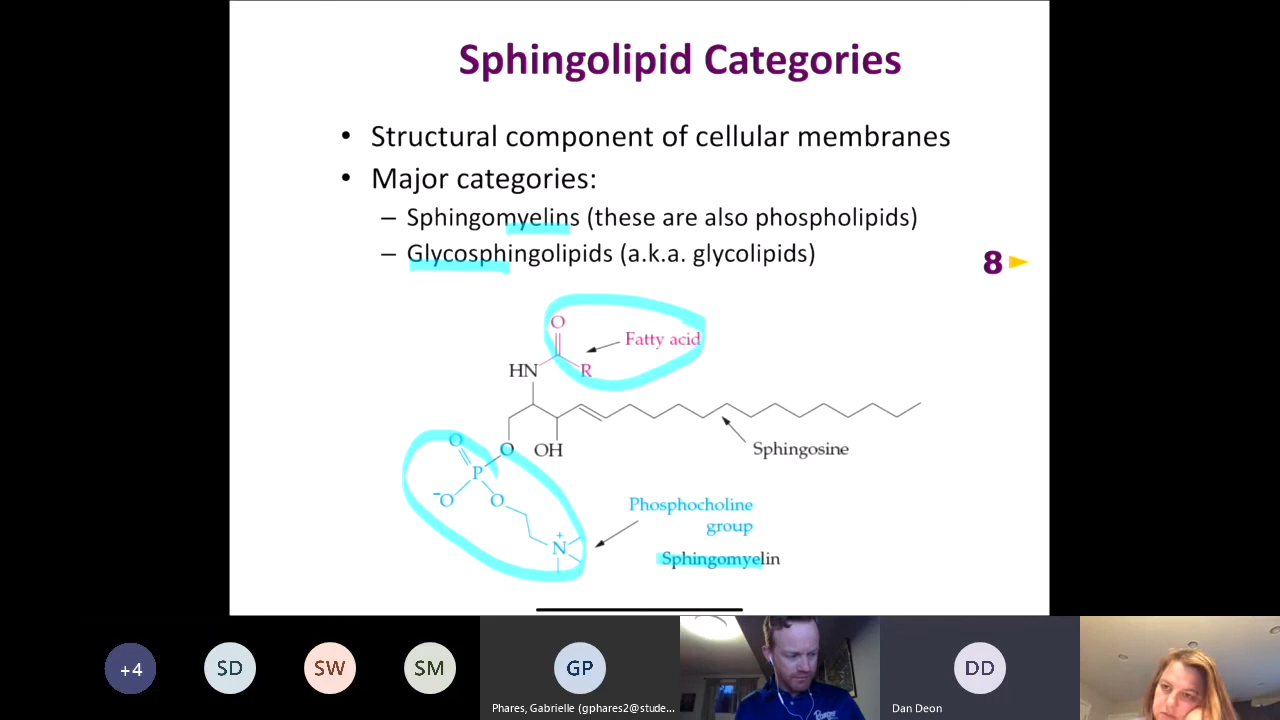 Sphingolipid Categories
• Structural component of cellular membranes
• Major categories:
– Sphingomyelins (these are also phospholipids)
– Glycosphingolipids (a.k.a. glycolipids)
8
O
Fatty acid
HN
R
O
O
OH
Sphingosine
P
-O
O
Phosphocholine
group
+
N
Sphingomyelin
+4
SD
SW
SM
GP
DD
Phares, Gabrielle (gphares2@stude...
Dan Deon